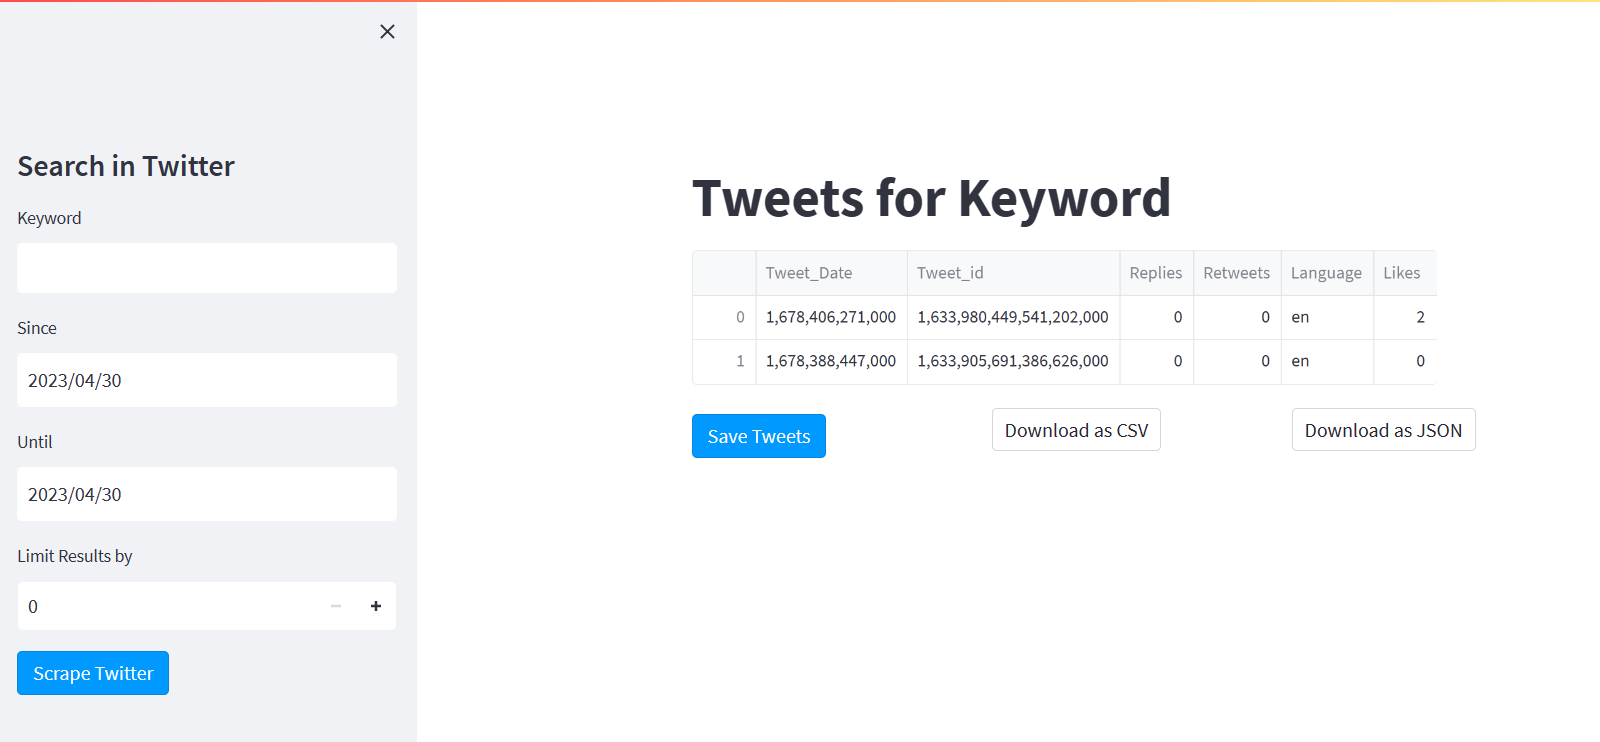 Search in Twitter
Keyword
Since
2023/04/30
Until
2023/04/30
Limit Results by
0
Scrape Twitter
Tweets for Keyword
Tweet_Date Tweet_id Replies Retweets Language Likes
0 1,678,406,271,000 1,633,980,449,541,202,000 0 0 en 2
1 1,678,388,447,000 1,633,905,691,386,626,000 0 0 en 0
Save Tweets Download as CSV Download as JSON